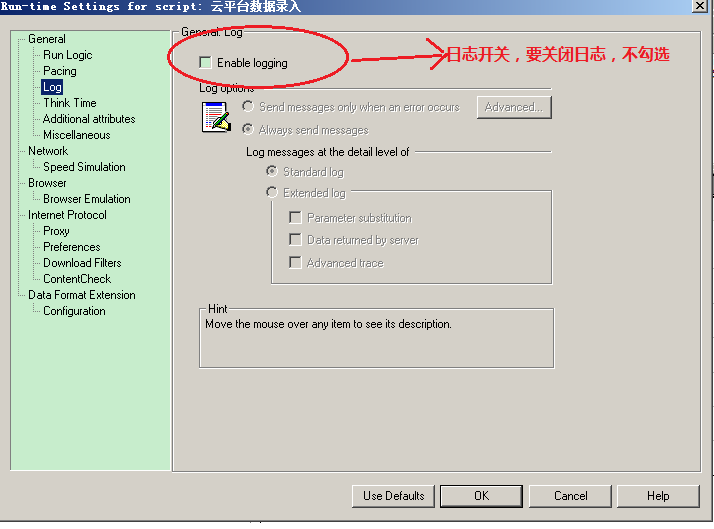 Run-time Settings for script: 云平台数据录入
General
Run Logic
Pacing
Log
Think Time
Additional attributes
Miscellaneous
Network
Speed Simulation
Browser
Browser Emulation
Internet Protocol
Proxy
Preferences
Download Filters
ContentCheck
Data Format Extension
Configuration
General: Log
Enable logging
日志开关，要关闭日志，不勾选
Log options
Send messages only when an error occurs
Advanced...
Always send messages
Log messages at the detail level of
Standard log
Extended log
Parameter substitution
Data returned by server
Advanced trace
Hint
Move the mouse over any item to see its description.
Use Defaults
OK
Cancel
Help